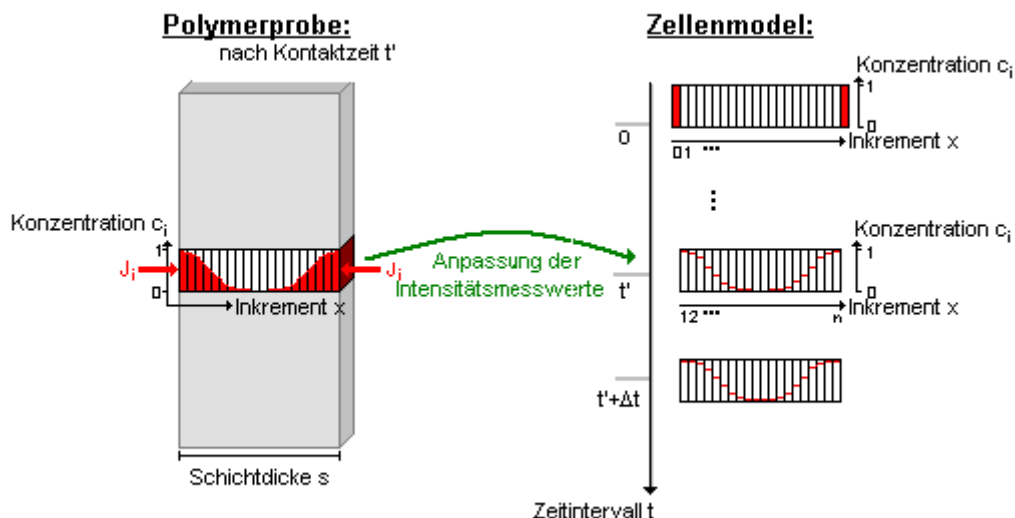 Polymerprobe:
nach Kontaktzeit t'
Konzentration ci
1
0
Ji
Ji
Inkrement x
Schichtdicke s
Anpassung der
Intensitätsmesswerte
Zellenmodel:
Konzentration ci
1
0
0
Inkrement x
01 ...
⋮
Konzentration ci
1
0
t'
Inkrement x
12 ... n
t'+Δt
Zeitintervall t